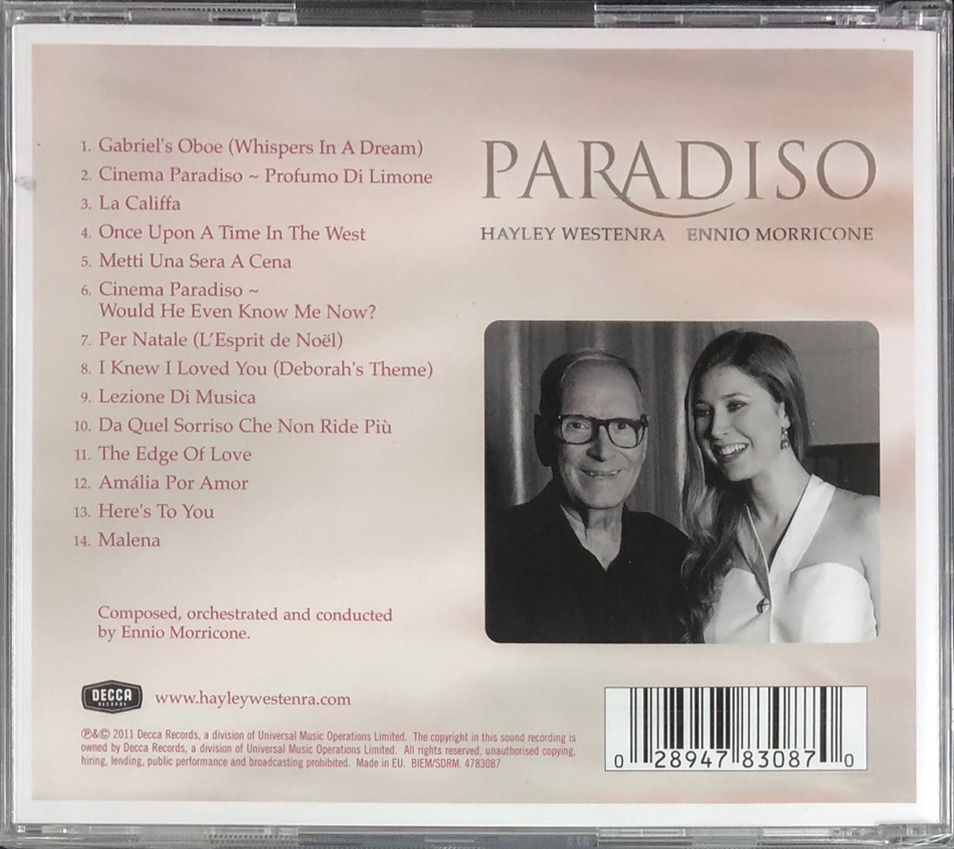 1. Gabriel's Oboe (Whispers In A Dream)
2. Cinema Paradiso ~ Profumo Di Limone
3. La Califfa
4. Once Upon A Time In The West
5. Metti Una Sera A Cena
6. Cinema Paradiso ~
Would He Even Know Me Now?
7. Per Natale (L'Esprit de Noël)
8. I Knew I Loved You (Deborah's Theme)
9. Lezione Di Musica
10. Da Quel Sorriso Che Non Ride Più
11. The Edge Of Love
12. Amália Por Amor
13. Here's To You
14. Malena
Composed, orchestrated and conducted
by Ennio Morricone.
PARADISO
HAYLEY WESTENRA ENNIO MORRICONE
DECCA
RECORDS
www.hayleywestenra.com
℗&© 2011 Decca Records, a division of Universal Music Operations Limited. The copyright in this sound recording is
owned by Decca Records, a division of Universal Music Operations Limited. All rights reserved, unauthorised copying,
hiring, lending, public performance and broadcasting prohibited. Made in EU. BIEM/SDRM. 4783087
0 28947 83087 0